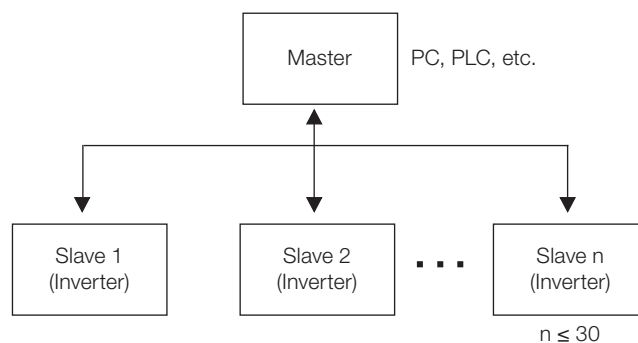 Master
PC, PLC, etc.
Slave 1
(Inverter)
Slave 2
(Inverter)
Slave n
(Inverter)
n ≤ 30